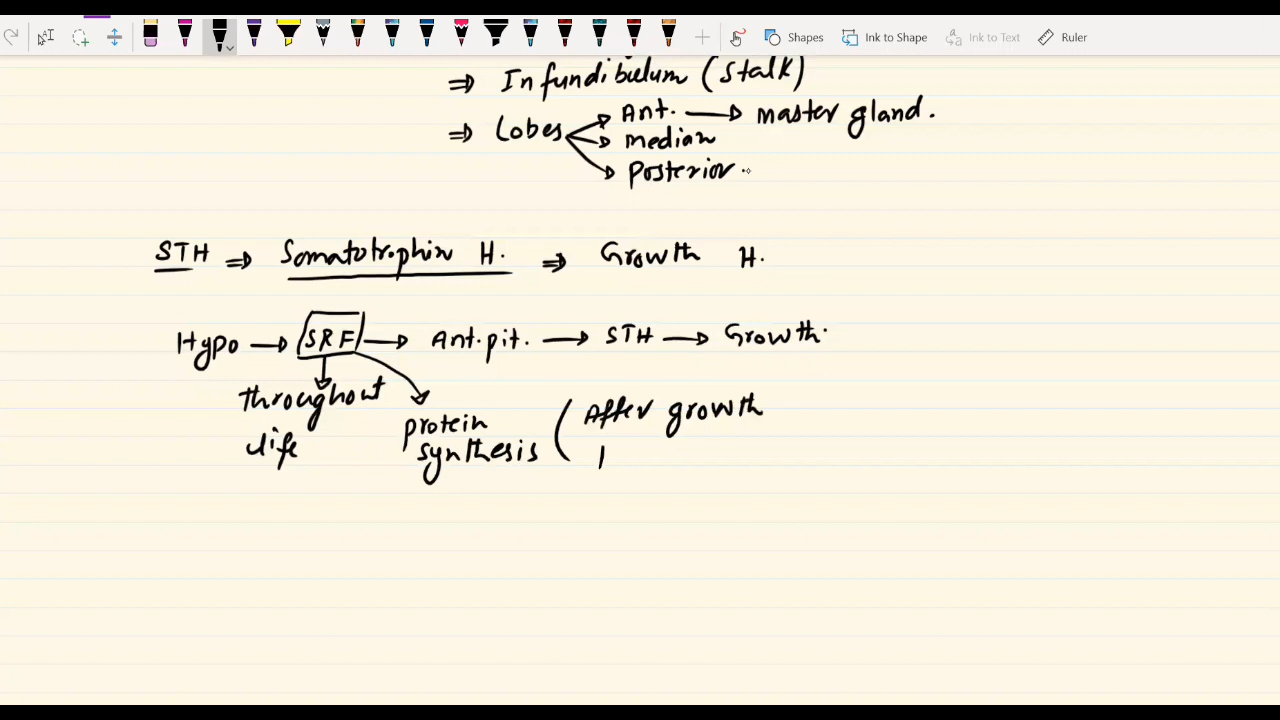 Shapes Ink to Shape Ink to Text Ruler
⇒ Infundibulum (Stalk)
⇒ Lobes → Ant. → master gland.
→ median
→ Posterior
STH ⇒ Somatotrophin H. ⇒ Growth H.
Hypo → SRF → Ant.pit. → STH → Growth.
throughout
life
protein
synthesis
(After growth